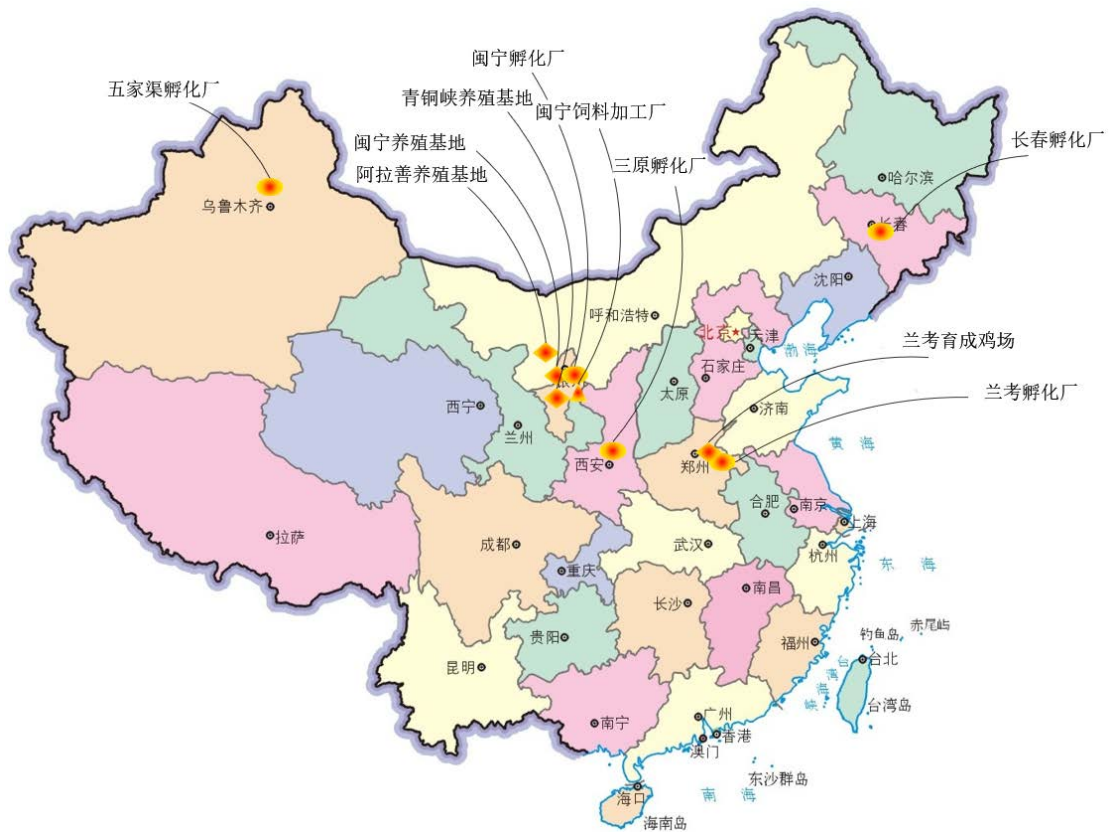 闽宁孵化厂
五家渠孵化厂
青铜峡养殖基地
闽宁饲料加工厂
闽宁养殖基地
长春孵化厂
三原孵化厂
阿拉善养殖基地
哈尔滨
乌鲁木齐
长春
沈阳
呼和浩特
北京
天津
兰考育成鸡场
渤海
石家庄
银川
太原
兰考孵化厂
西宁
济南
兰州
黄海
西安
郑州
合肥
南京
上海
拉萨
成都
武汉
杭州
东海
重庆
南昌
长沙
赤尾屿
钓鱼岛
贵阳
福州
台北
昆明
台湾海峡
台湾岛
广州
南宁
香港
澳门
东沙群岛
海口
南海
海南岛